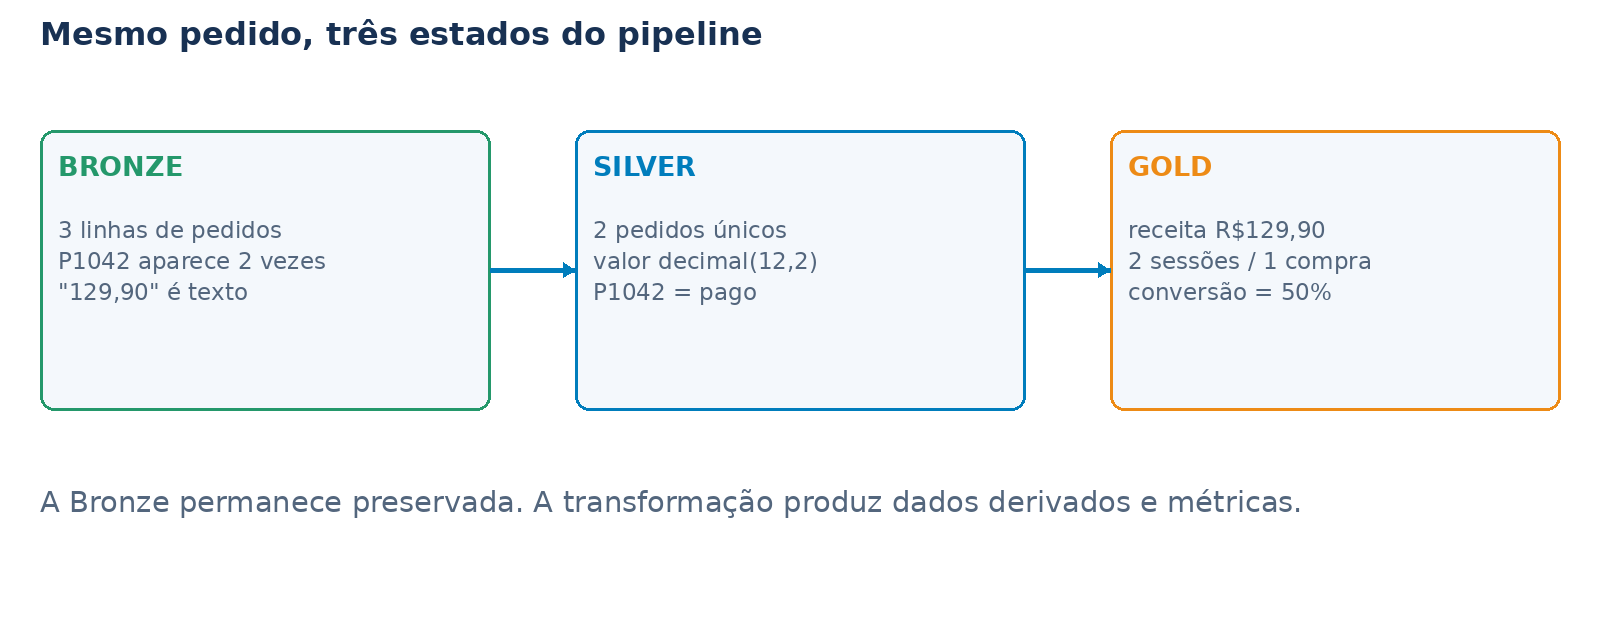 Mesmo pedido, três estados do pipeline
BRONZE
3 linhas de pedidos
P1042 aparece 2 vezes
"129,90" é texto
SILVER
2 pedidos únicos
valor decimal(12,2)
P1042 = pago
GOLD
receita R$129,90
2 sessões / 1 compra
conversão = 50%
A Bronze permanece preservada. A transformação produz dados derivados e métricas.